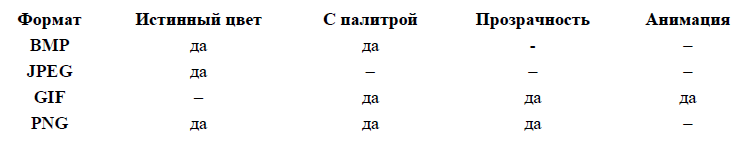 Формат Истинный цвет С палитрой Прозрачность Анимация
BMP да да - –
JPEG да – – –
GIF – да да да
PNG да да да –